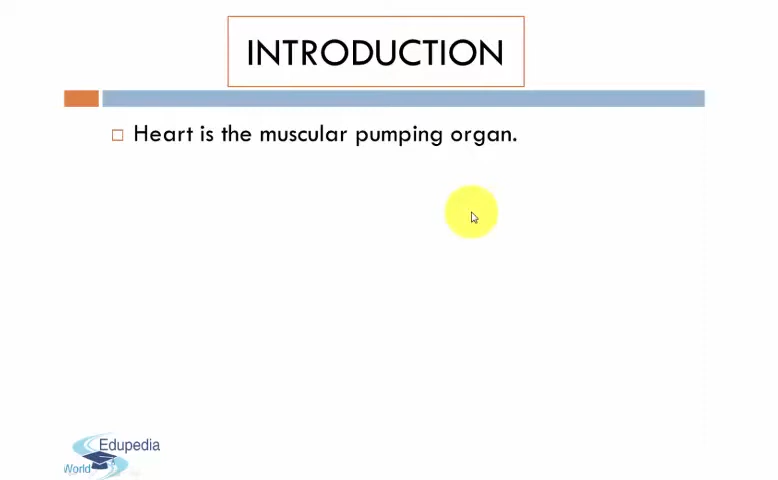 INTRODUCTION
Heart is the muscular pumping organ.
Edupedia
World